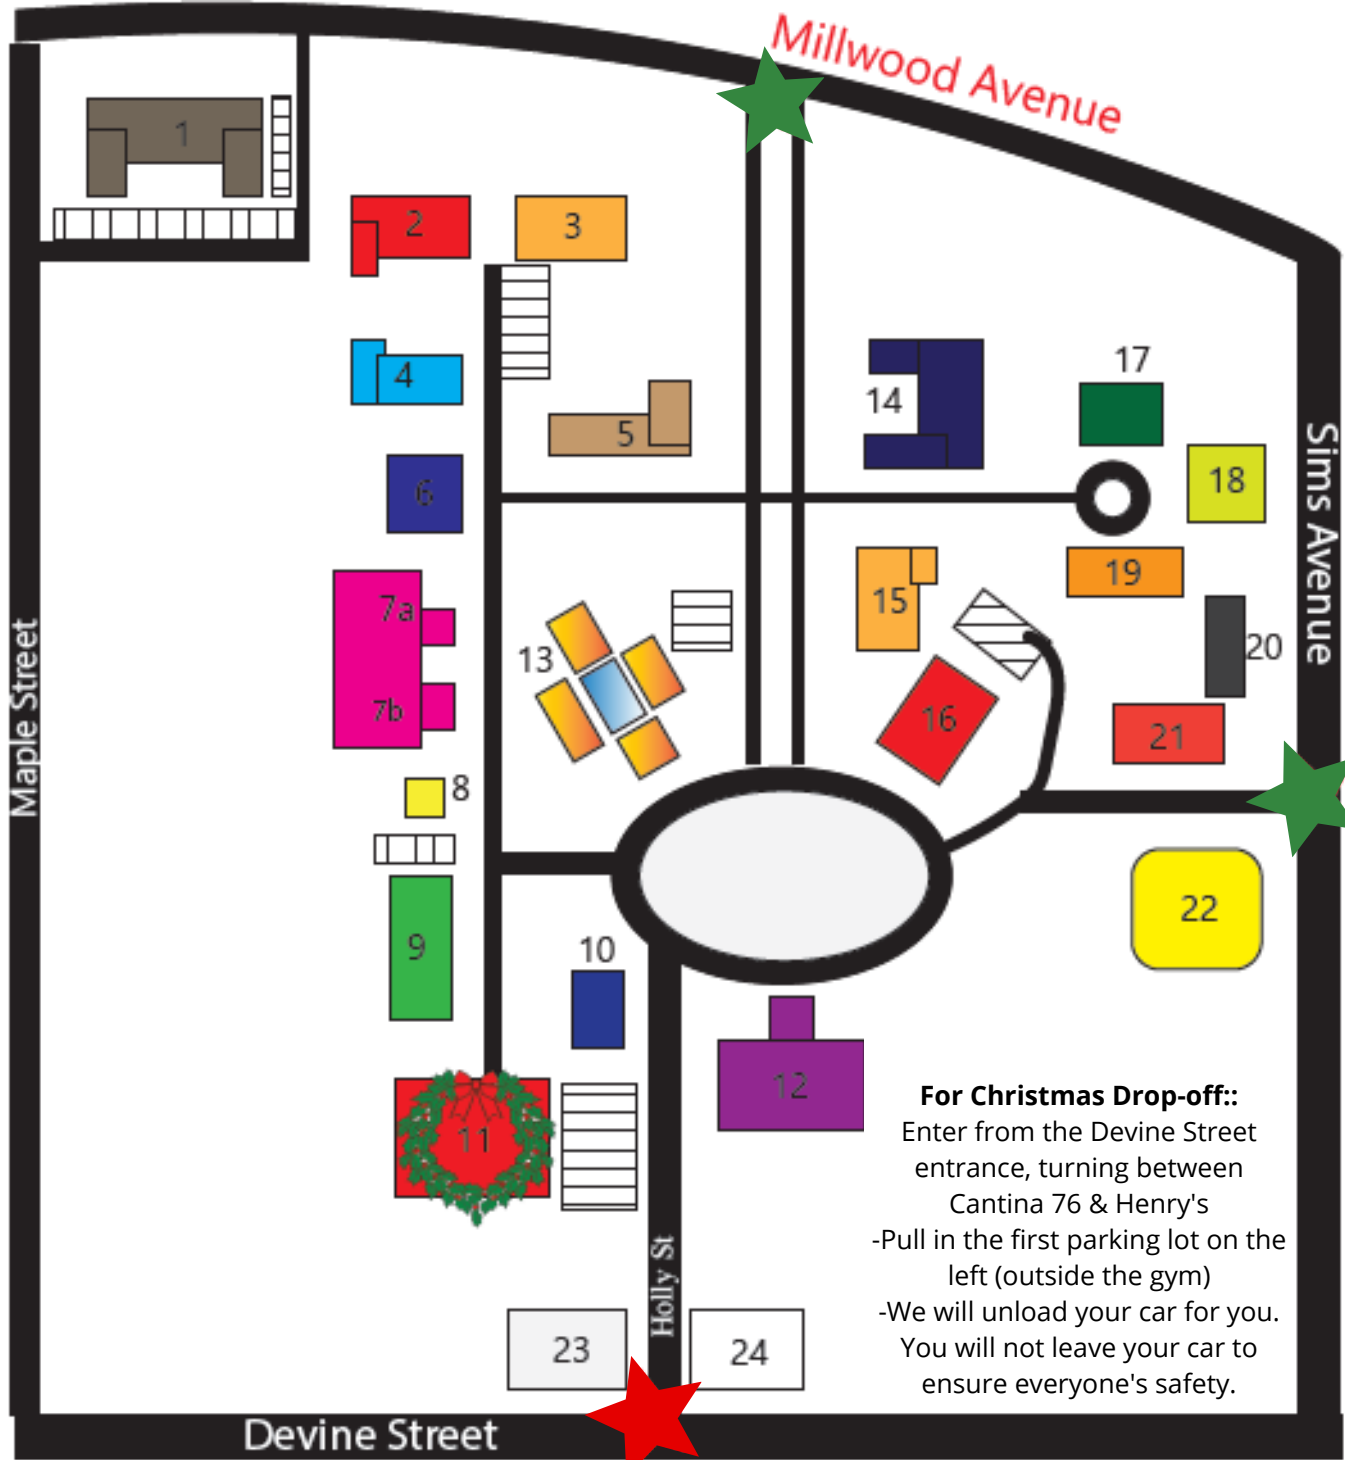 Millwood Avenue
1
2
3
4
5
6
7a
7b
8
9
10
11
12
13
14
15
16
17
18
19
20
21
22
23
24
Maple Street
Sims Avenue
Holly St
Devine Street
For Christmas Drop-off::
Enter from the Devine Street
entrance, turning between
Cantina 76 & Henry's
-Pull in the first parking lot on the
left (outside the gym)
-We will unload your car for you.
You will not leave your car to
ensure everyone's safety.